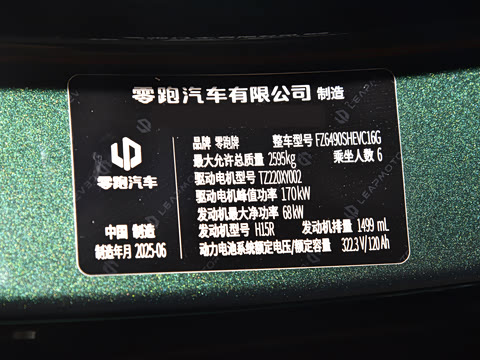 零跑汽车有限公司 制造
品牌 零跑牌 整车型号 FZ6490SHEVC16G
最大允许总质量 2595kg 乘坐人数 6
驱动电机型号 TZ220XY002
驱动电机峰值功率 170kW
发动机最大净功率 68kW
发动机型号 H15R 发动机排量 1499 mL
动力电池系统额定电压/额定容量 322.3V/120Ah
零跑汽车
中国 制造
制造年月 2025-06
LEAPMOTOR